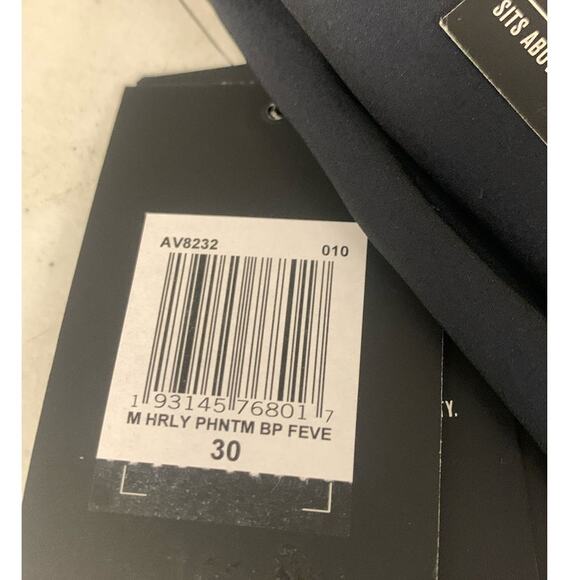 SITS ABO
AV8232 010
1 93145 76801 7
M HRLY PHNTM BP FEVE
30
Y.